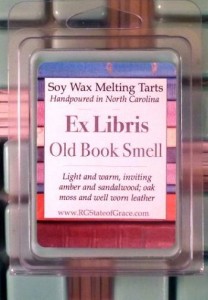 Soy Wax Melting Tarts
Handpoured in North Carolina
Ex Libris
Old Book Smell
Light and warm, inviting
amber and sandalwood; oak
moss and well worn leather
www.RGStateofGrace.com